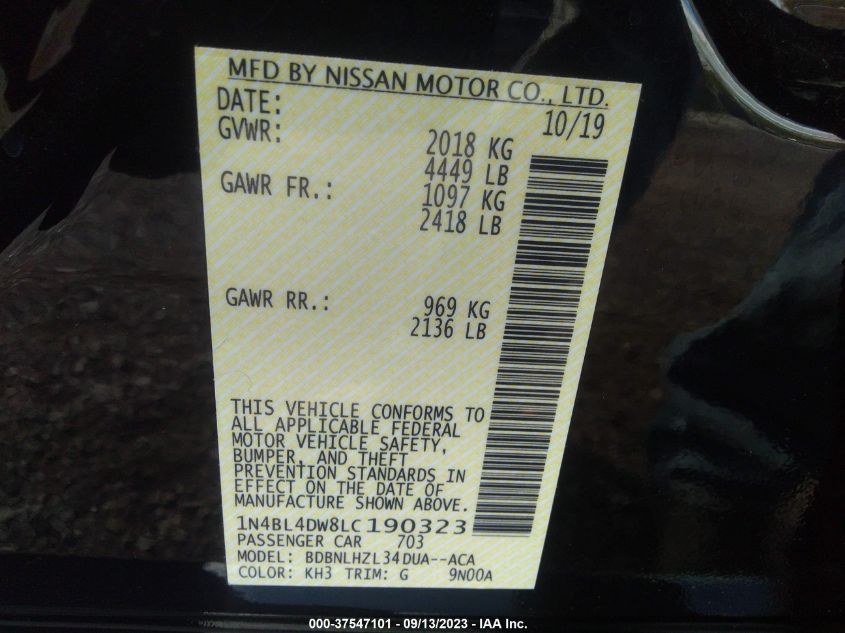 MFD BY NISSAN MOTOR CO., LTD.
DATE: 10/19
GVWR: 2018 KG
4449 LB
GAWR FR.: 1097 KG
2418 LB
GAWR RR.: 969 KG
2136 LB
THIS VEHICLE CONFORMS TO
ALL APPLICABLE FEDERAL
MOTOR VEHICLE SAFETY,
BUMPER, AND THEFT
PREVENTION STANDARDS IN
EFFECT ON THE DATE OF
MANUFACTURE SHOWN ABOVE.
1N4BL4DW8LC190323
PASSENGER CAR 703
MODEL: BDBNLHZL34DUA--ACA
COLOR: KH3 TRIM: G 9N00A
000-37547101 - 09/13/2023 - IAA Inc.